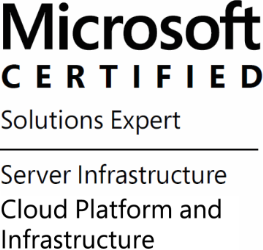 Microsoft
CERTIFIED
Solutions Expert
Server Infrastructure
Cloud Platform and
Infrastructure